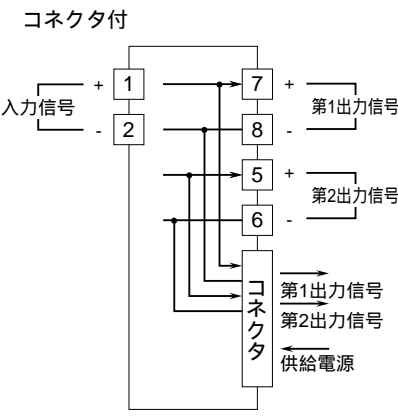 コネクタ付
+ 1 7 +
入力信号 第1出力信号
- 2 8 -
5 +
第2出力信号
6 -
コネクタ
第1出力信号
第2出力信号
供給電源